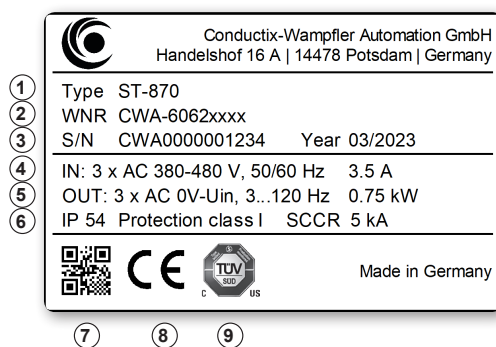 Conductix-Wampfler Automation GmbH
Handelshof 16 A | 14478 Potsdam | Germany
1 Type ST-870
2 WNR CWA-6062xxxx
3 S/N CWA0000001234 Year 03/2023
4 IN: 3 x AC 380-480 V, 50/60 Hz 3.5 A
5 OUT: 3 x AC 0V-Uin, 3...120 Hz 0.75 kW
6 IP 54 Protection class I SCCR 5 kA
CE TÜV SÜD C US Made in Germany
7 8 9